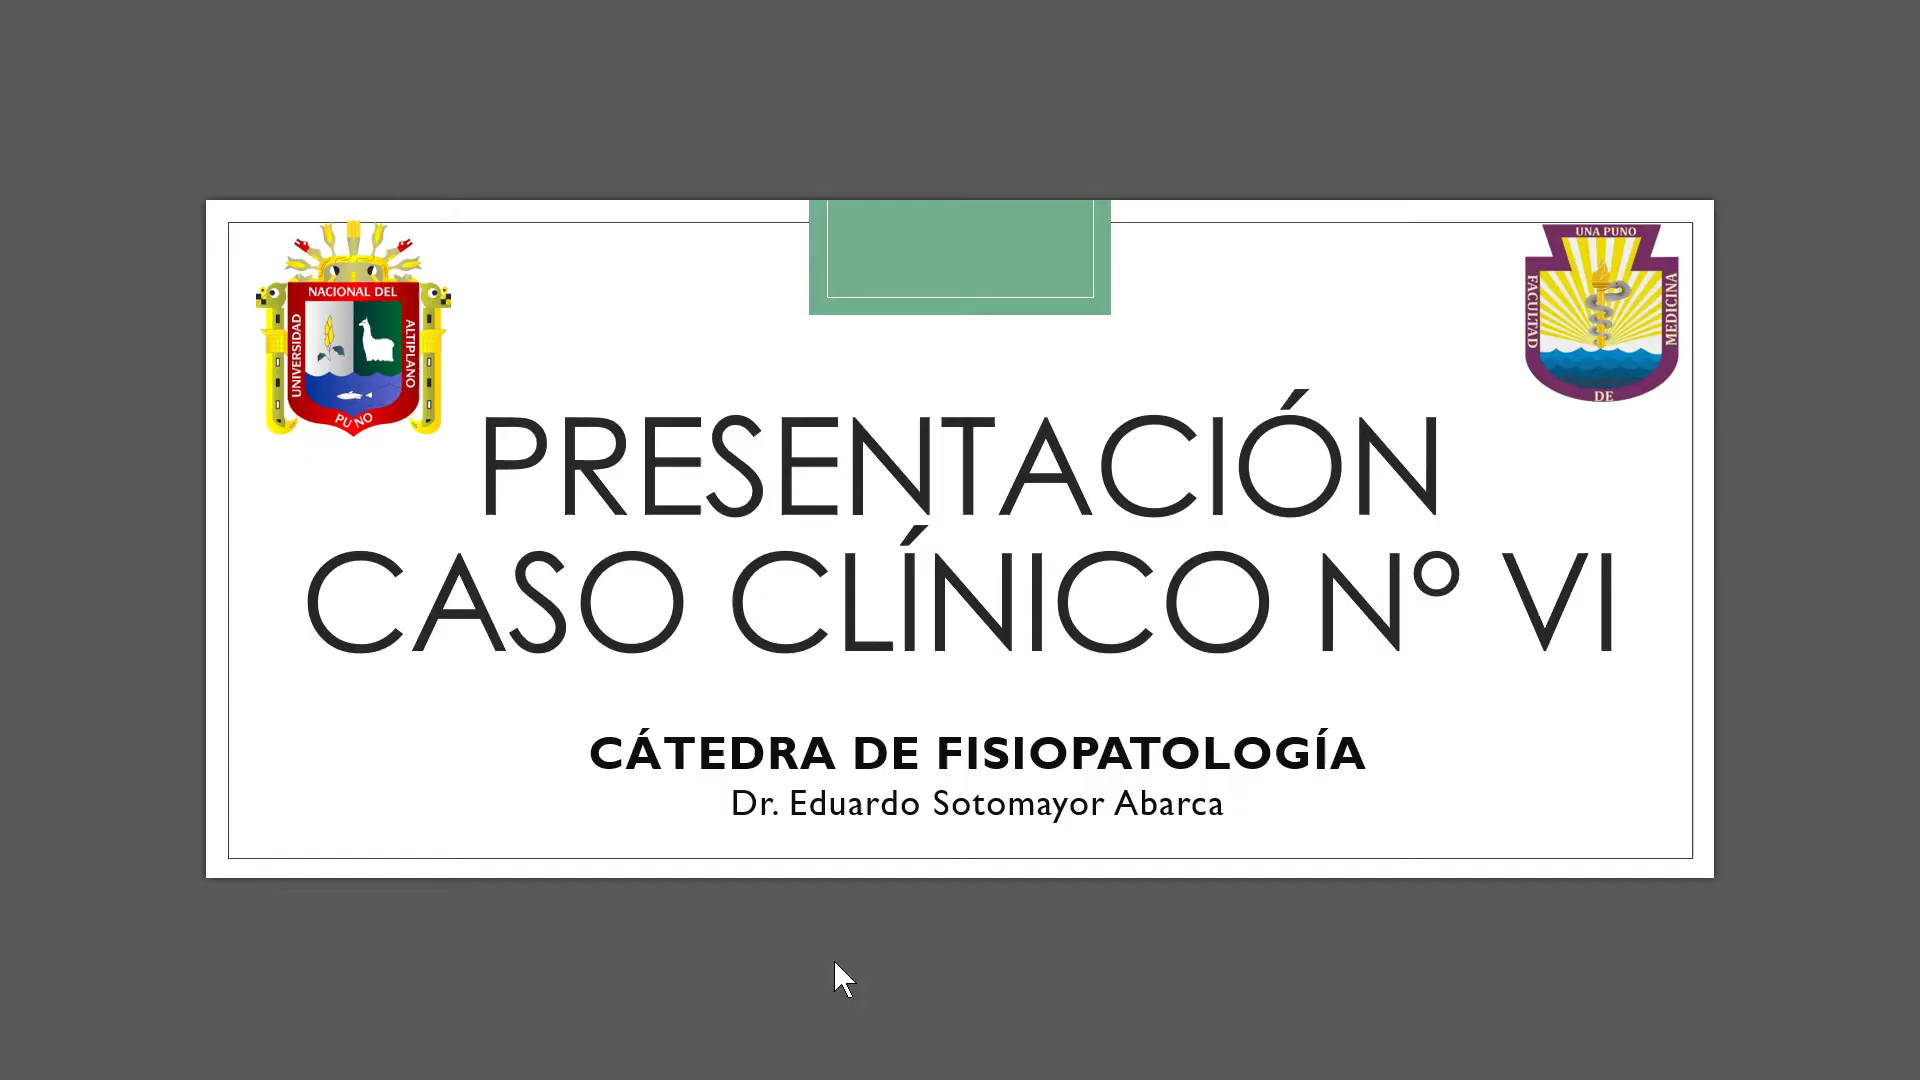 UNIVERSIDAD
NACIONAL DEL
ALTIPLANO
PUNO
UNA PUNO
FACULTAD
DE
MEDICINA
PRESENTACIÓN
CASO CLÍNICO N° VI
CÁTEDRA DE FISIOPATOLOGÍA
Dr. Eduardo Sotomayor Abarca